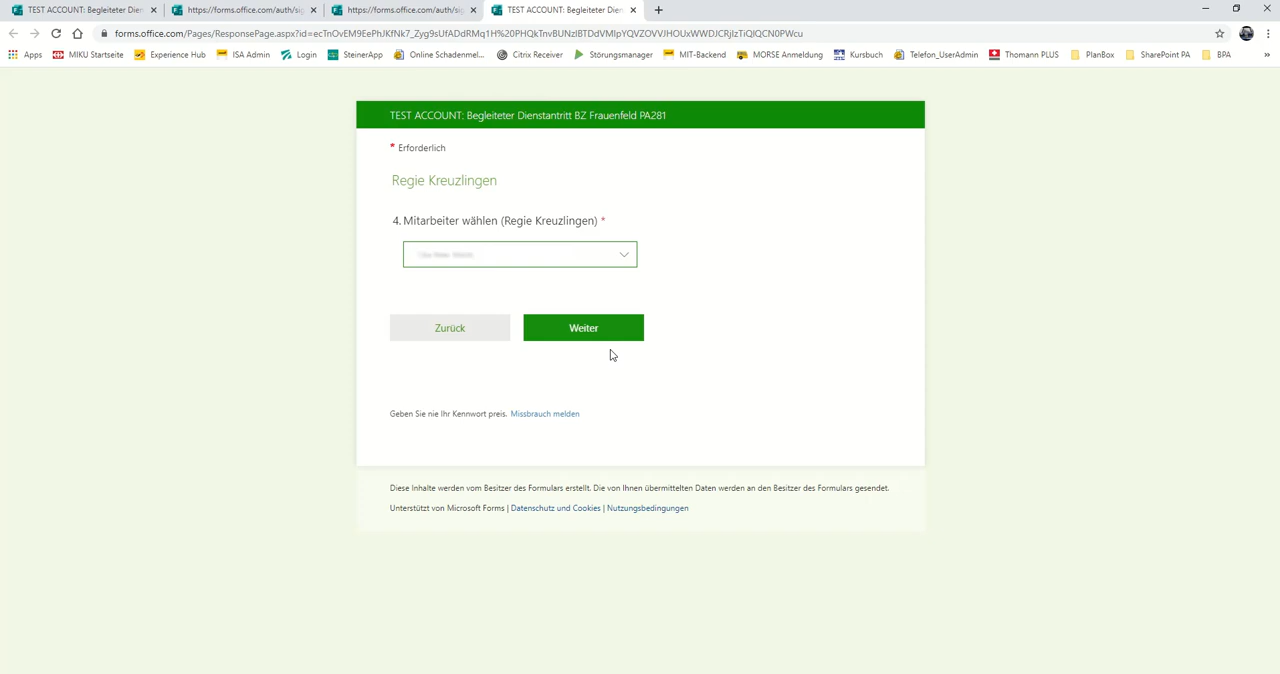 TEST ACCOUNT: Begleiteter Dien
https://forms.office.com/auth/sig
https://forms.office.com/auth/sig
TEST ACCOUNT: Begleiteter Dien
forms.office.com/Pages/ResponsePage.aspx?id=ecTnOvEM9EePhJKfNk7_Zyg9sUfADdRMq1H%20PHQkTnvBUNzlBTDdVMlpYQVZOVVJHOUxWWDJCRjlzTiQlQCN0PWcu
Apps MIKU Startseite Experience Hub ISA Admin Login SteinerApp Online Schadenmel... Citrix Receiver Störungsmanager MIT-Backend MORSE Anmeldung Kursbuch Telefon_UserAdmin Thomann PLUS PlanBox SharePoint PA BPA »
TEST ACCOUNT: Begleiteter Dienstantritt BZ Frauenfeld PA281
* Erforderlich
Regie Kreuzlingen
4. Mitarbeiter wählen (Regie Kreuzlingen) *
Zurück
Weiter
Geben Sie nie Ihr Kennwort preis. Missbrauch melden
Diese Inhalte werden vom Besitzer des Formulars erstellt. Die von Ihnen übermittelten Daten werden an den Besitzer des Formulars gesendet.
Unterstützt von Microsoft Forms | Datenschutz und Cookies | Nutzungsbedingungen